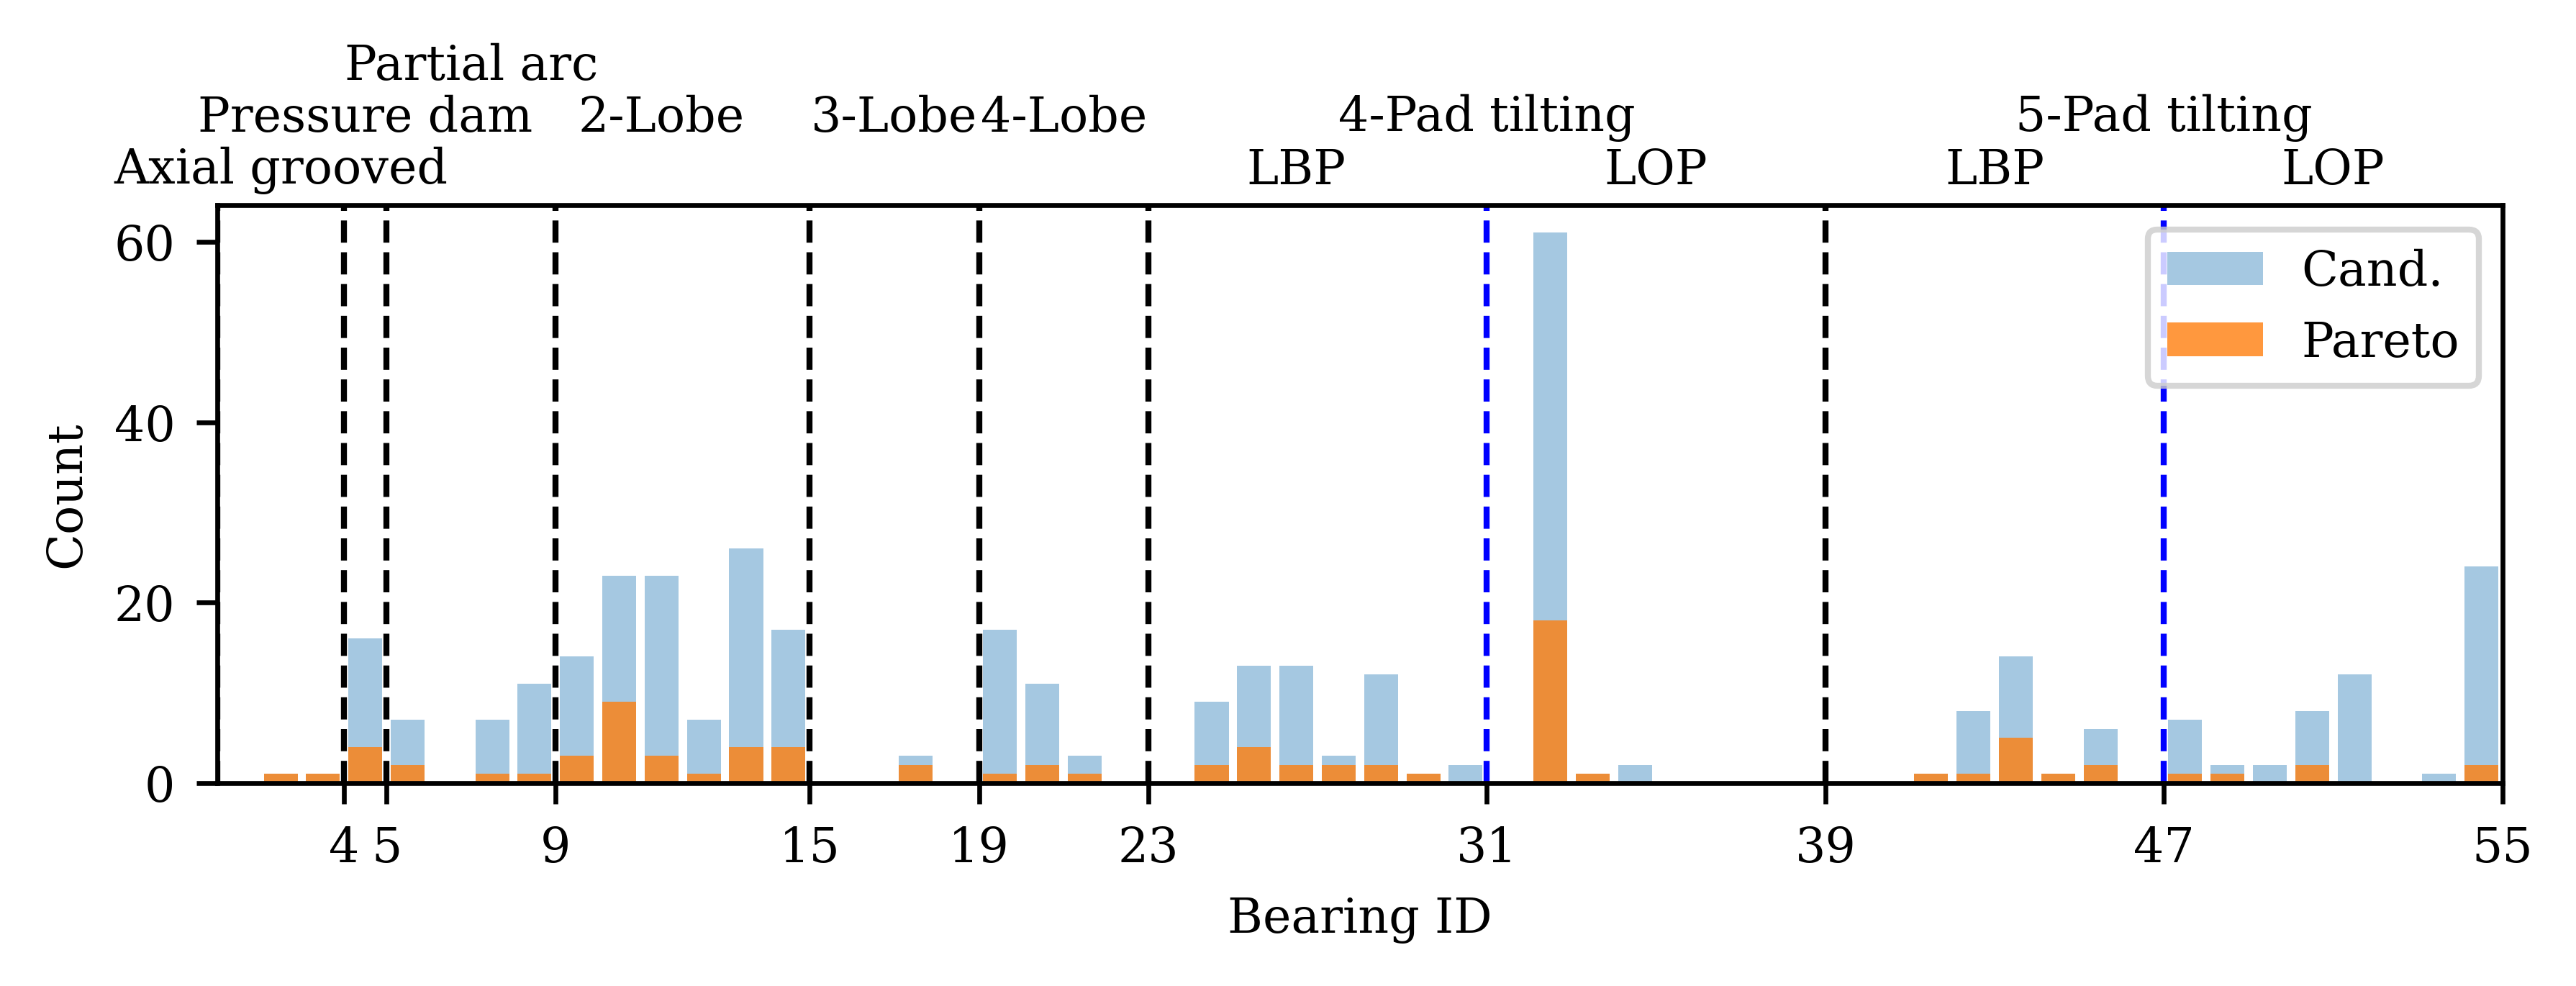 Partial arc
Pressure dam 2-Lobe 3-Lobe 4-Lobe 4-Pad tilting 5-Pad tilting
Axial grooved LBP LOP LBP LOP
60
40
20
0
Count
Cand.
Pareto
4 5 9 15 19 23 31 39 47 55
Bearing ID